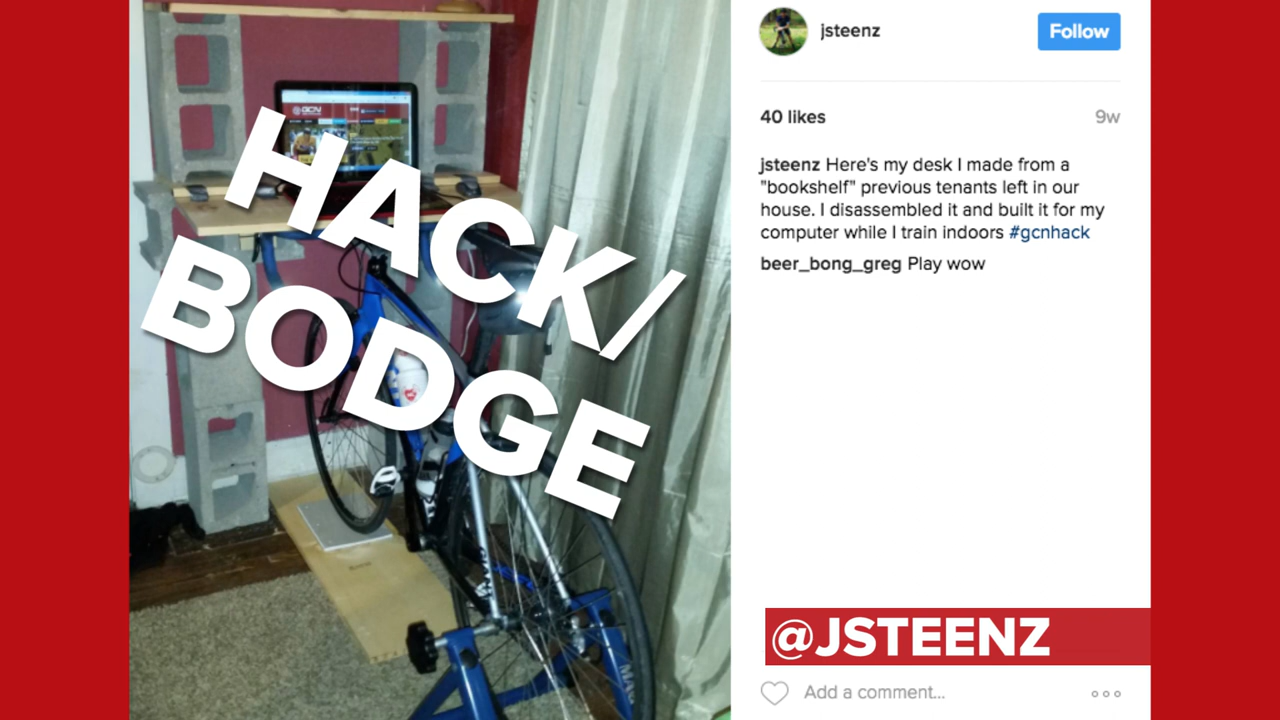 jsteenz
Follow
40 likes
9w
jsteenz Here's my desk I made from a
"bookshelf" previous tenants left in our
house. I disassembled it and built it for my
computer while I train indoors #gcnhack
beer_bong_greg Play wow
@GCN
HACK/
BODGE
MAG
@JSTEENZ
Add a comment...